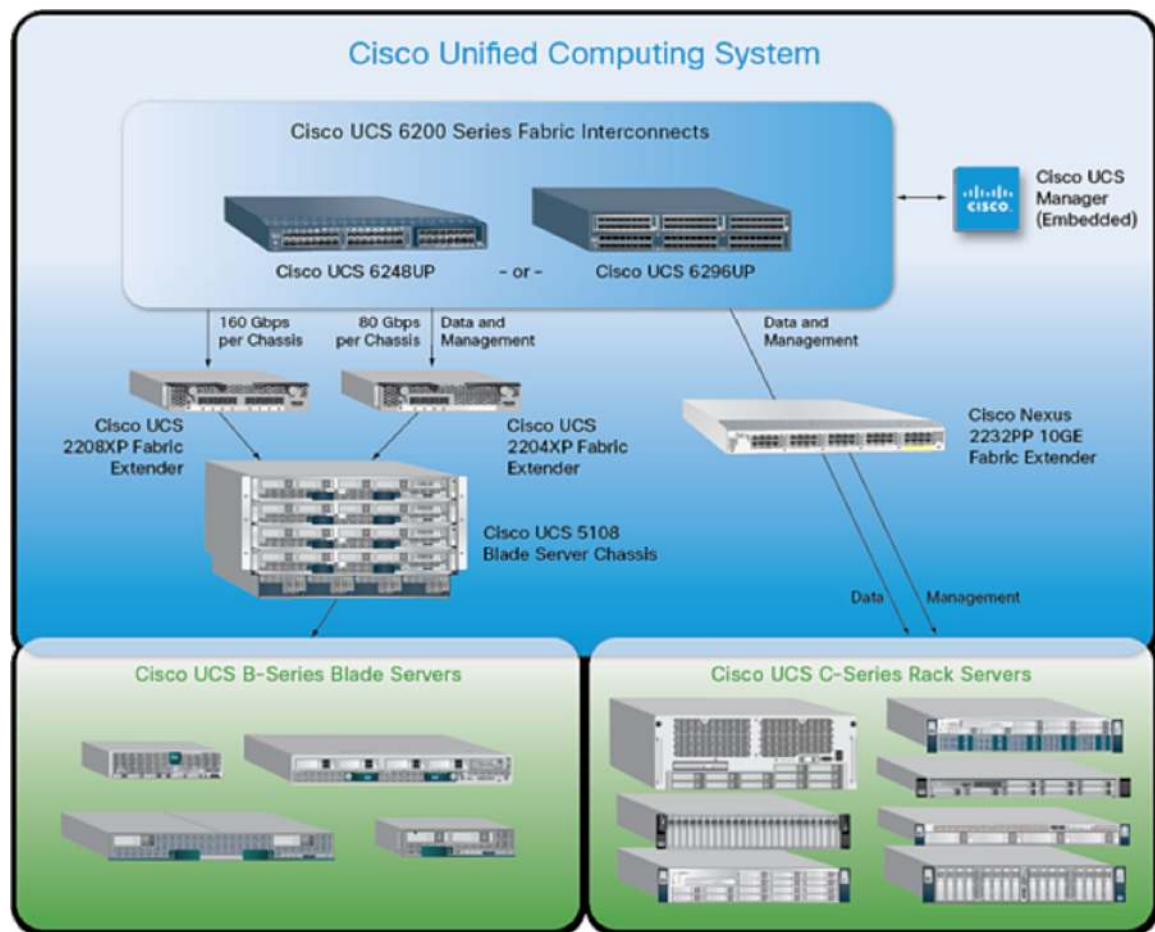 Cisco Unified Computing System
Cisco UCS 6200 Series Fabric Interconnects
Cisco UCS 6248UP
- or -
Cisco UCS 6296UP
CISCO
Cisco UCS
Manager
(Embedded)
160 Gbps
per Chassis
80 Gbps
per Chassis
Data and
Management
Data and
Management
Cisco UCS
2208XP Fabric
Extender
Cisco UCS
2204XP Fabric
Extender
Cisco Nexus
2232PP 10GE
Fabric Extender
Cisco UCS 5108
Blade Server Chassis
Data
Management
Cisco UCS B-Series Blade Servers
Cisco UCS C-Series Rack Servers